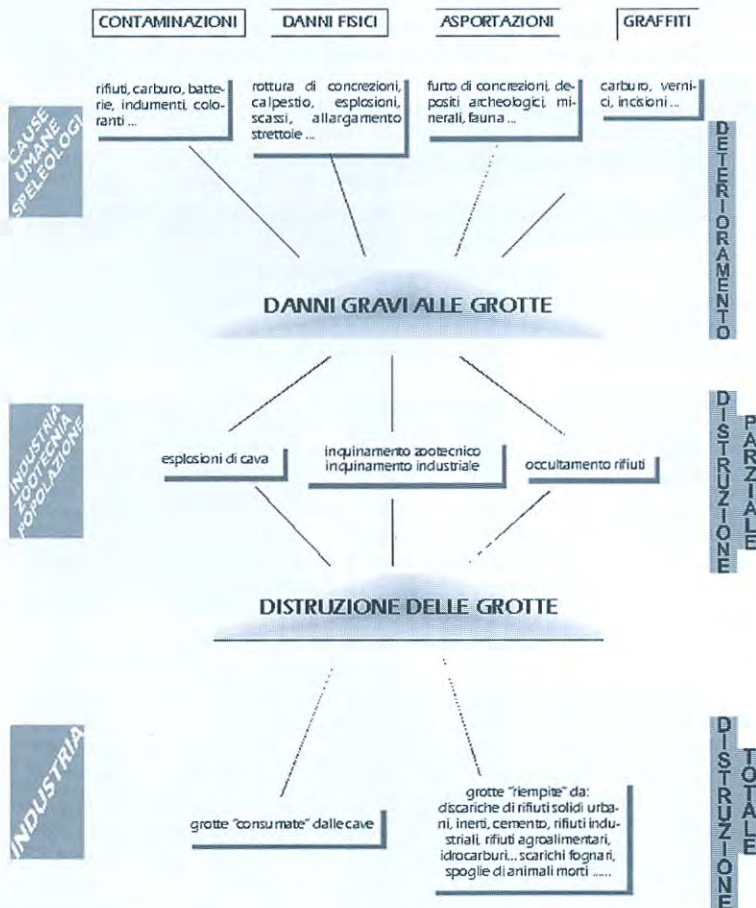 CONTAMINAZIONI
DANNI FISICI
ASPORTAZIONI
GRAFFITI
rifiuti, carburo, batte-
rie, indumenti, colo-
ranti ...
rottura di concrezioni,
calpestio, esplosioni,
scassi, allargamento
strettoie ...
furto di concrezioni, de-
positi archeologici, mi-
nerali, fauna ...
carburo, verni-
ci, incisioni ...
CAUSE
UMANE
SPELEOLOGI
DETERIORAMENTO
DANNI GRAVI ALLE GROTTE
INDUSTRIA
ZOOTECNIA
POPOLAZIONE
esplosioni di cava
inquinamento zootecnico
inquinamento industriale
occultamento rifiuti
DISTRUZIONE
PARZIALE
DISTRUZIONE DELLE GROTTE
INDUSTRIA
grotte "consumate" dalle cave
grotte "riempite" da:
discariche di rifiuti solidi urba-
ni, inerti, cemento, rifiuti indu-
striali, rifiuti agroalimentari,
idrocarburi... scarichi fognari,
spoglie di animali morti ......
DISTRUZIONE
TOTALE